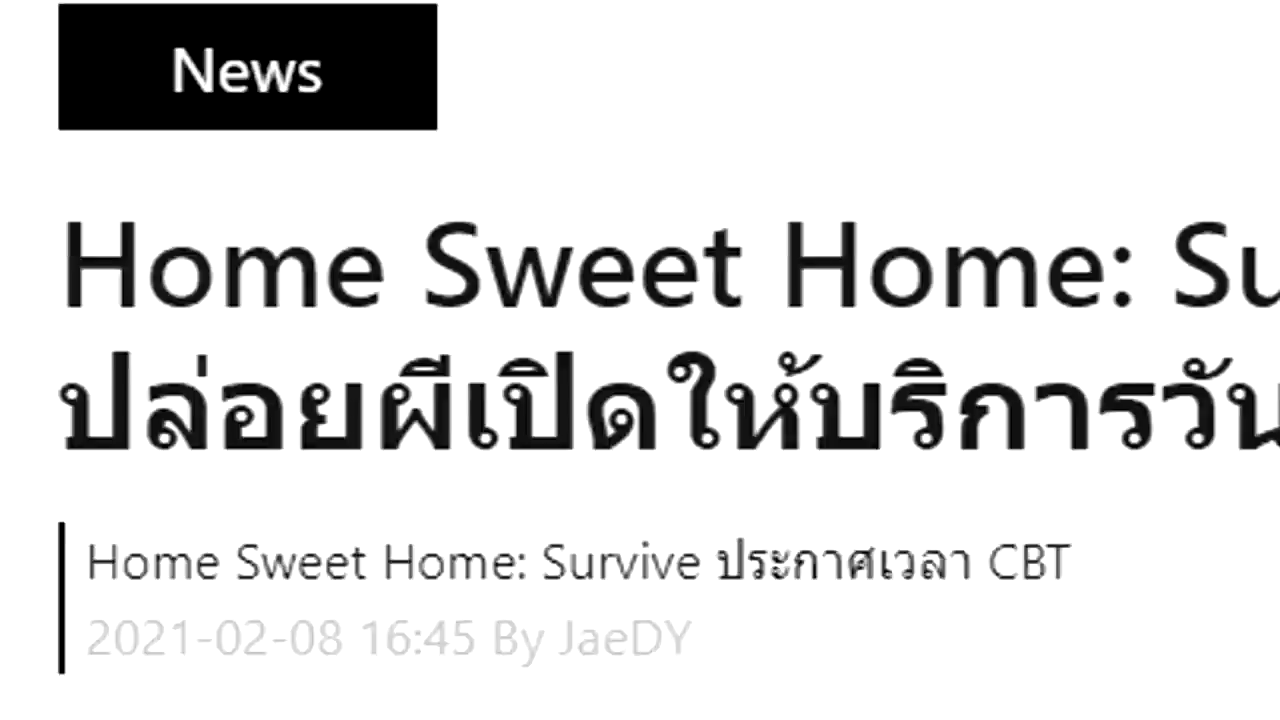 News
Home Sweet Home: Su
ปล่อยผีเปิดให้บริการวัน
Home Sweet Home: Survive ประกาศเวลา CBT
2021-02-08 16:45 By JaeDY